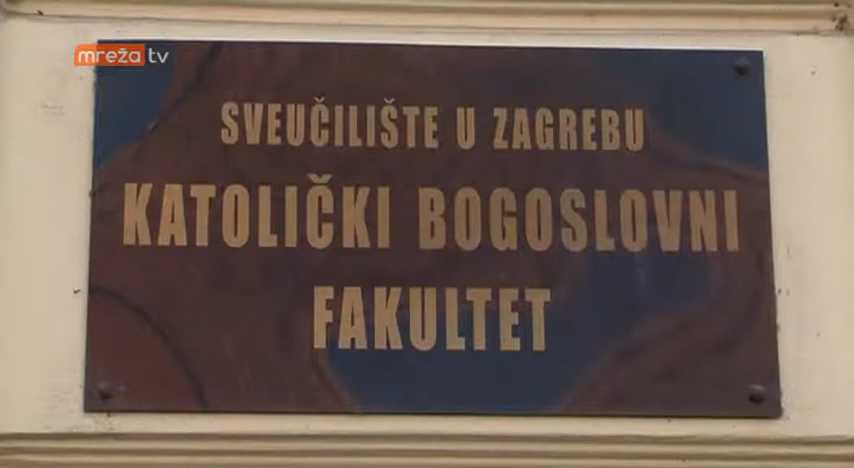 mreža tv
SVEUČILIŠTE U ZAGREBU
KATOLIČKI BOGOSLOVNI
FAKULTET